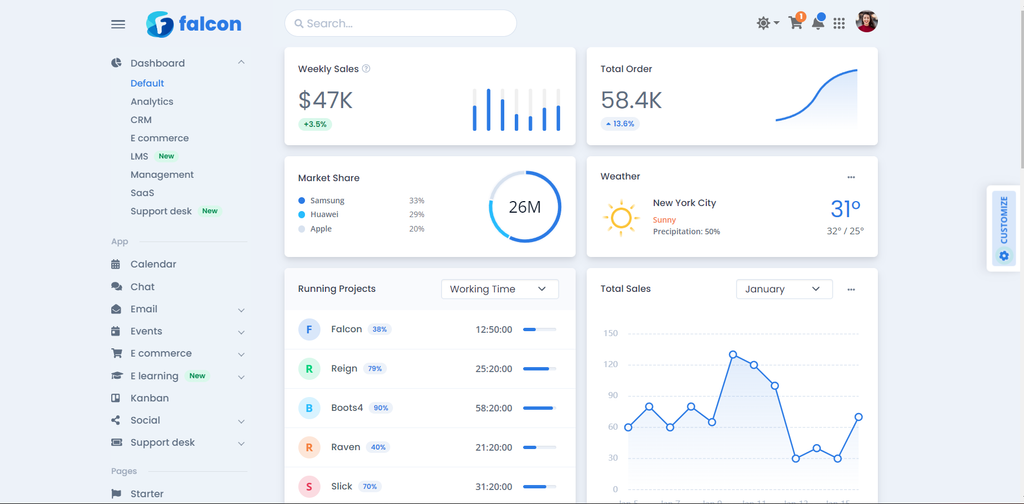 falcon
Search...
1
Dashboard
Default
Analytics
CRM
E commerce
LMS New
Management
SaaS
Support desk New
App
Calendar
Chat
Email
Events
E commerce
E learning New
Kanban
Social
Support desk
Pages
Starter
Weekly Sales ?
$47K
+3.5%
Total Order
58.4K
13.6%
Market Share
Samsung 33%
Huawei 29%
Apple 20%
26M
Weather
New York City
Sunny
Precipitation: 50%
31°
32° / 25°
Running Projects
Working Time
F Falcon 38% 12:50:00
R Reign 79% 25:20:00
B Boots4 90% 58:20:00
R Raven 40% 21:20:00
S Slick 70% 31:20:00
Total Sales
January
150
120
90
60
30
0
CUSTOMIZE